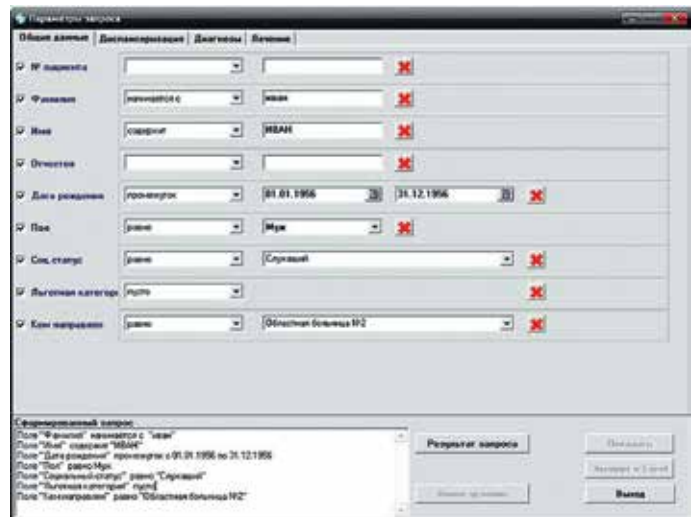 Параметры запроса
Общие данные Диспансеризация Диагнозы Лечение
№ пациента
Фамилия начинается с иван
Имя содержит ИВАН
Отчество
Дата рождения промежуток 01.01.1956 31.12.1956
Пол равно Муж
Соц. статус равно Служащий
Льготная категори пусто
Кем направлен равно Областная больница №2
Сформированный запрос
Поле "Фамилия" начинается с "иван"
Поле "Имя" содержит "ИВАН"
Поле "Дата рождения" промежуток с 01.01.1956 по 31.12.1956
Поле "Пол" равно Муж
Поле "Социальный статус" равно "Служащий"
Поле "Льготная категория" пусто
Поле "Кем направлен" равно "Областная больница №2"
Результат запроса
Показать
Экспорт в Excel
Выход